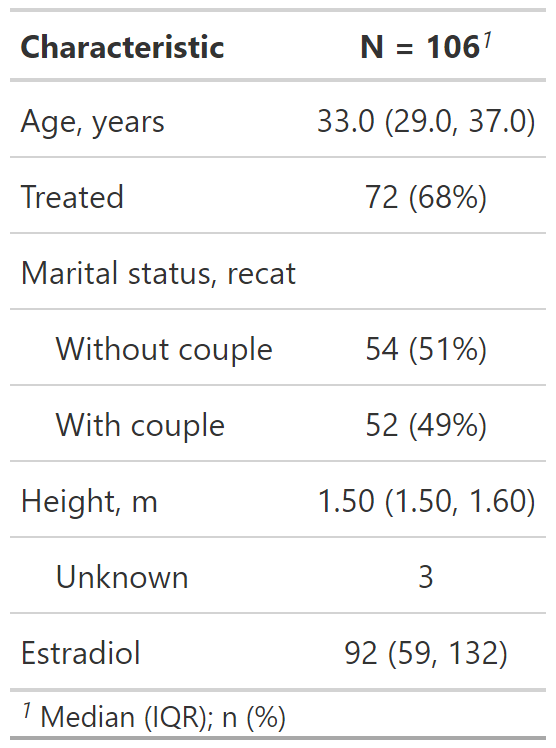 Characteristic N = 106¹
Age, years 33.0 (29.0, 37.0)
Treated 72 (68%)
Marital status, recat
Without couple 54 (51%)
With couple 52 (49%)
Height, m 1.50 (1.50, 1.60)
Unknown 3
Estradiol 92 (59, 132)
¹ Median (IQR); n (%)